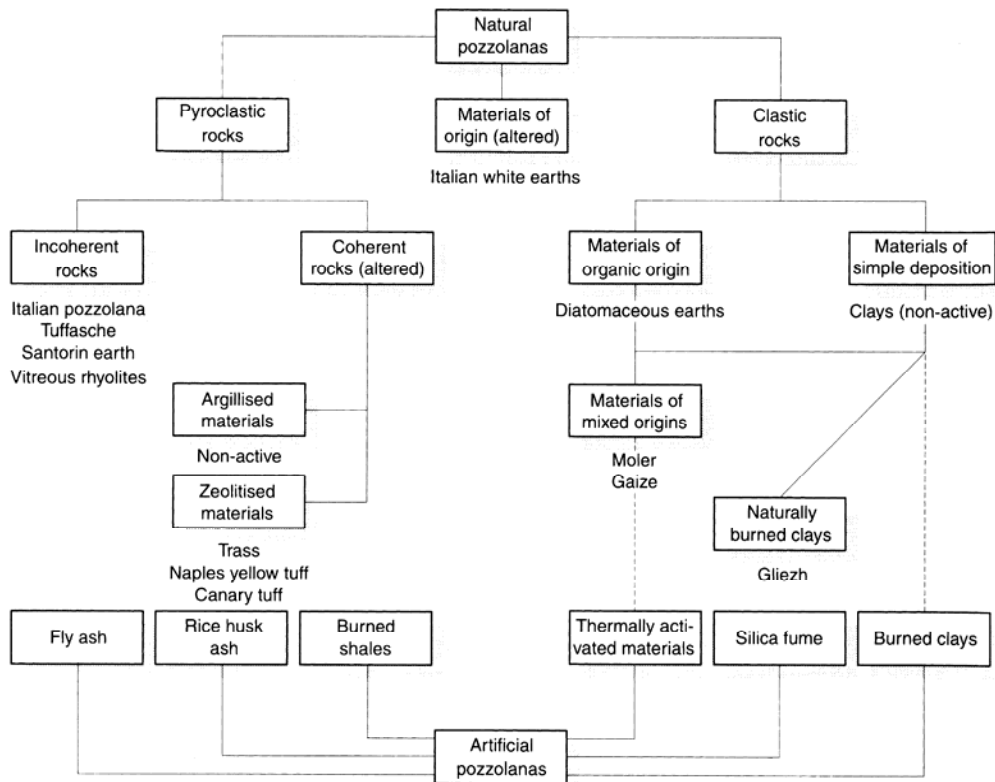 Natural
pozzolanas
Pyroclastic
rocks
Materials of
origin (altered)
Clastic
rocks
Italian white earths
Incoherent
rocks
Coherent
rocks (altered)
Materials of
organic origin
Materials of
simple deposition
Italian pozzolana
Tuffasche
Santorin earth
Vitreous rhyolites
Diatomaceous earths
Clays (non-active)
Argillised
materials
Non-active
Materials of
mixed origins
Moler
Gaize
Zeolitised
materials
Trass
Naples yellow tuff
Canary tuff
Naturally
burned clays
Gliezh
Fly ash
Rice husk
ash
Burned
shales
Thermally acti-
vated materials
Silica fume
Burned clays
Artificial
pozzolanas